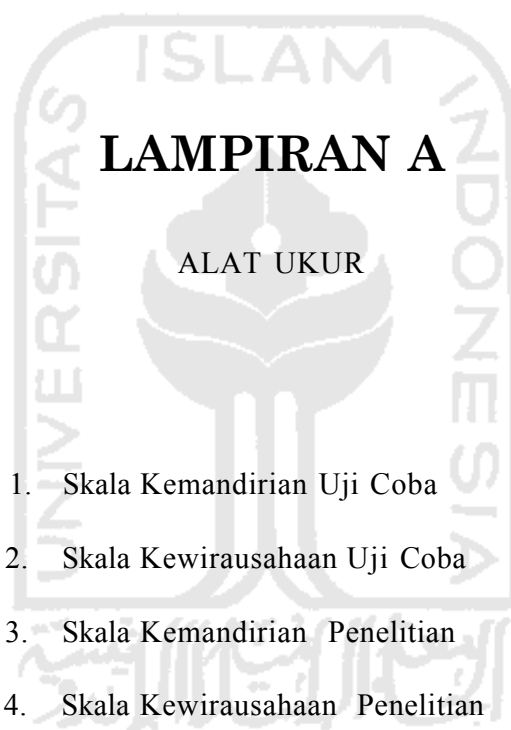 ISLAM
UNIVERSITAS
INDONESIA
LAMPIRAN A
ALAT UKUR
1. Skala Kemandirian Uji Coba
2. Skala Kewirausahaan Uji Coba
3. Skala Kemandirian Penelitian
4. Skala Kewirausahaan Penelitian